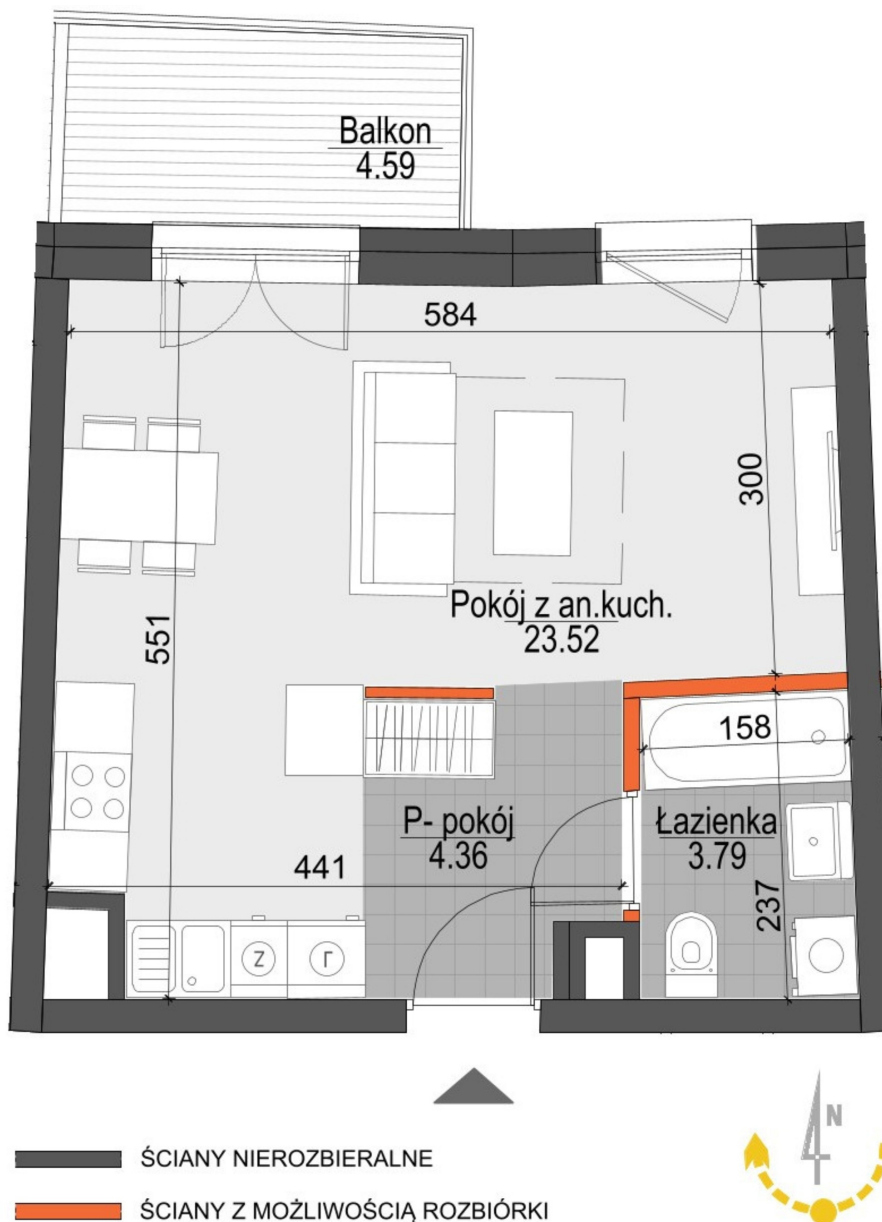 Balkon
4.59
584
300
551
Pokój z an.kuch.
23.52
158
P- pokój
4.36
Łazienka
3.79
441
237
Z
Γ
N
ŚCIANY NIEROZBIERALNE
ŚCIANY Z MOŻLIWOŚCIĄ ROZBIÓRKI